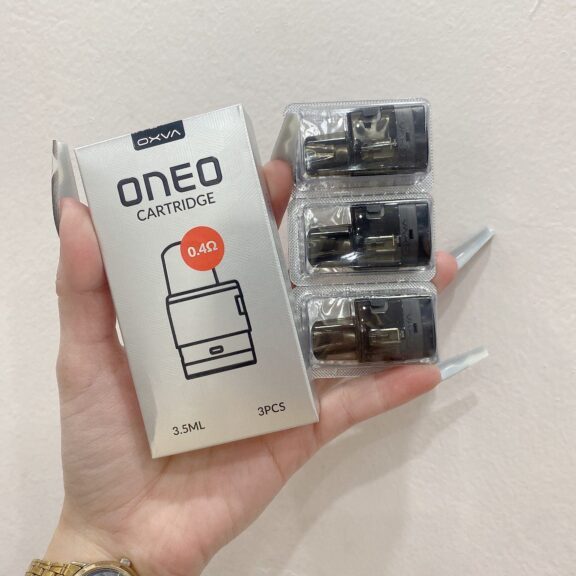 OXVA
ONEO
CARTRIDGE
0.4Ω
3.5ML
3PCS